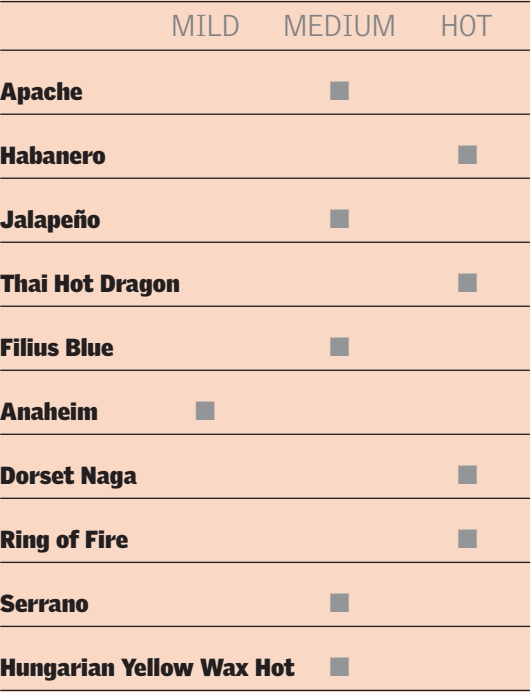 MILD MEDIUM HOT
Apache
Habanero
Jalapeño
Thai Hot Dragon
Filius Blue
Anaheim
Dorset Naga
Ring of Fire
Serrano
Hungarian Yellow Wax Hot